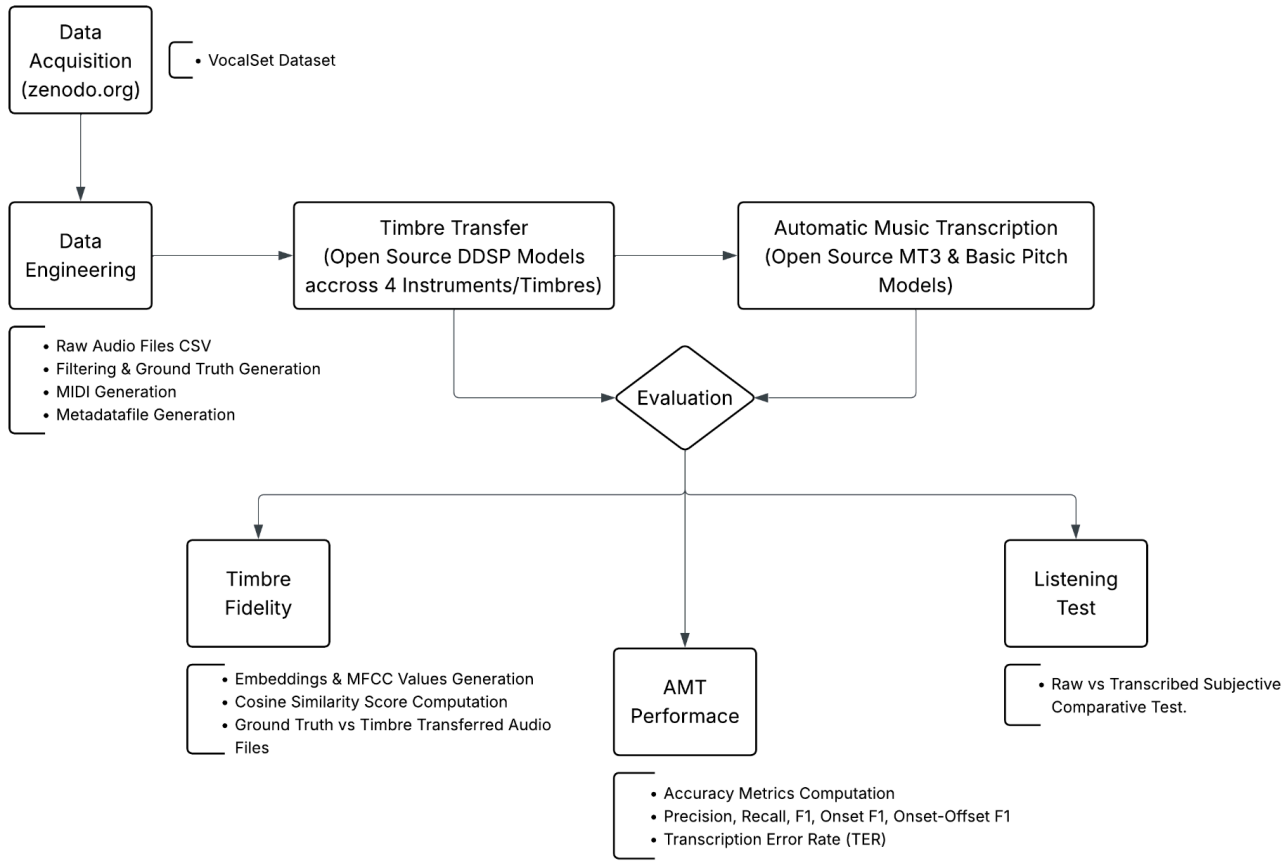 Data
Acquisition
(zenodo.org)
• VocalSet Dataset
Data
Engineering
Timbre Transfer
(Open Source DDSP Models
accross 4 Instruments/Timbres)
Automatic Music Transcription
(Open Source MT3 & Basic Pitch
Models)
• Raw Audio Files CSV
• Filtering & Ground Truth Generation
• MIDI Generation
• Metadatafile Generation
Evaluation
Timbre
Fidelity
• Embeddings & MFCC Values Generation
• Cosine Similarity Score Computation
• Ground Truth vs Timbre Transferred Audio
Files
AMT
Performace
• Accuracy Metrics Computation
• Precision, Recall, F1, Onset F1, Onset-Offset F1
• Transcription Error Rate (TER)
Listening
Test
• Raw vs Transcribed Subjective
Comparative Test.